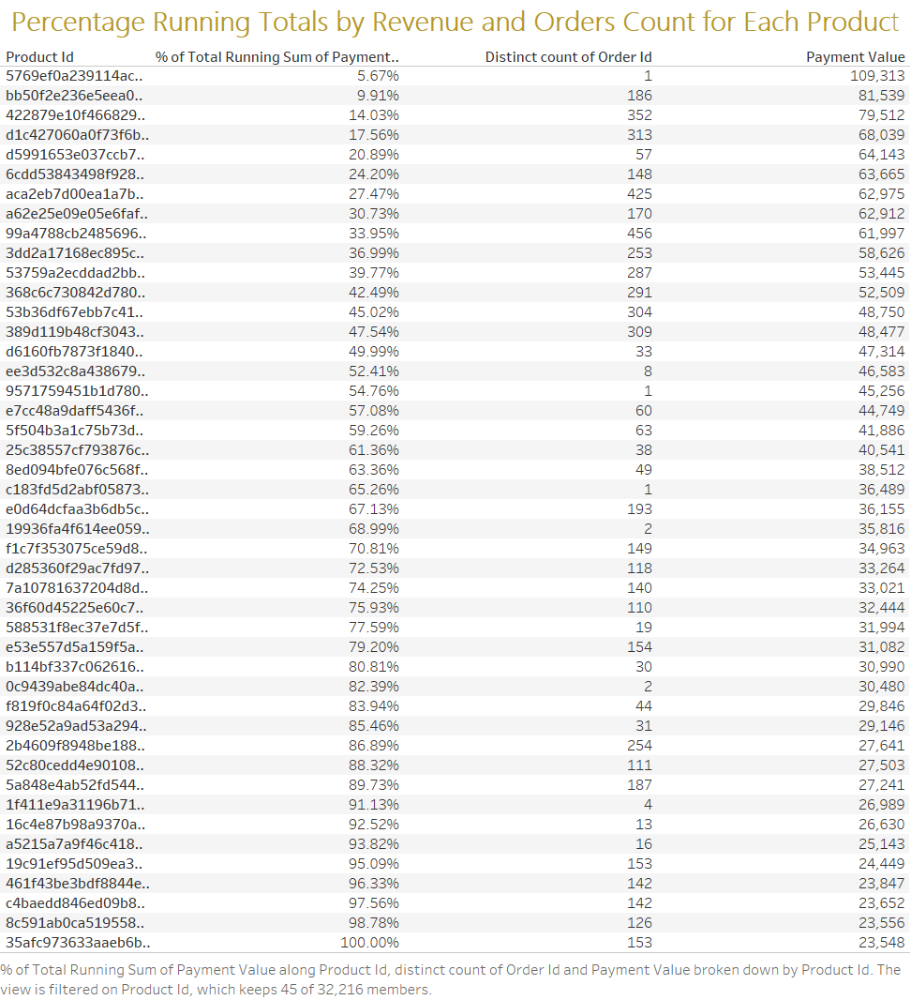 Percentage Running Totals by Revenue and Orders Count for Each Product
Product Id % of Total Running Sum of Payment.. Distinct count of Order Id Payment Value
5769ef0a239114ac.. 5.67% 1 109,313
bb50f2e236e5eea0.. 9.91% 186 81,539
422879e10f466829.. 14.03% 352 79,512
d1c427060a0f73f6b.. 17.56% 313 68,039
d5991653e037ccb7.. 20.89% 57 64,143
6cdd53843498f928.. 24.20% 148 63,665
aca2eb7d00ea1a7b.. 27.47% 425 62,975
a62e25e09e05e6faf.. 30.73% 170 62,912
99a4788cb2485696.. 33.95% 456 61,997
3dd2a17168ec895c.. 36.99% 253 58,626
53759a2ecddad2bb.. 39.77% 287 53,445
368c6c730842d780.. 42.49% 291 52,509
53b36df67ebb7c41.. 45.02% 304 48,750
389d119b48cf3043.. 47.54% 309 48,477
d6160fb7873f1840.. 49.99% 33 47,314
ee3d532c8a438679.. 52.41% 8 46,583
9571759451b1d780.. 54.76% 1 45,256
e7cc48a9daff5436f.. 57.08% 60 44,749
5f504b3a1c75b73d.. 59.26% 63 41,886
25c38557cf793876c.. 61.36% 38 40,541
8ed094bfe076c568f.. 63.36% 49 38,512
c183fd5d2abf05873.. 65.26% 1 36,489
e0d64dcfaa3b6db5c.. 67.13% 193 36,155
19936fa4f614ee059.. 68.99% 2 35,816
f1c7f353075ce59d8.. 70.81% 149 34,963
d285360f29ac7fd97.. 72.53% 118 33,264
7a10781637204d8d.. 74.25% 140 33,021
36f60d45225e60c7.. 75.93% 110 32,444
588531f8ec37e7d5f.. 77.59% 19 31,994
e53e557d5a159f5a.. 79.20% 154 31,082
b114bf337c062616.. 80.81% 30 30,990
0c9439abe84dc40a.. 82.39% 2 30,480
f819f0c84a64f02d3.. 83.94% 44 29,846
928e52a9ad53a294.. 85.46% 31 29,146
2b4609f8948be188.. 86.89% 254 27,641
52c80cedd4e90108.. 88.32% 111 27,503
5a848e4ab52fd544.. 89.73% 187 27,241
1f411e9a31196b71.. 91.13% 4 26,989
16c4e87b98a9370a.. 92.52% 13 26,630
a5215a7a9f46c418.. 93.82% 16 25,143
19c91ef95d509ea3.. 95.09% 153 24,449
461f43be3bdf8844e.. 96.33% 142 23,847
c4baedd846ed09b8.. 97.56% 142 23,652
8c591ab0ca519558.. 98.78% 126 23,556
35afc973633aaeb6b.. 100.00% 153 23,548
% of Total Running Sum of Payment Value along Product Id, distinct count of Order Id and Payment Value broken down by Product Id. The
view is filtered on Product Id, which keeps 45 of 32,216 members.